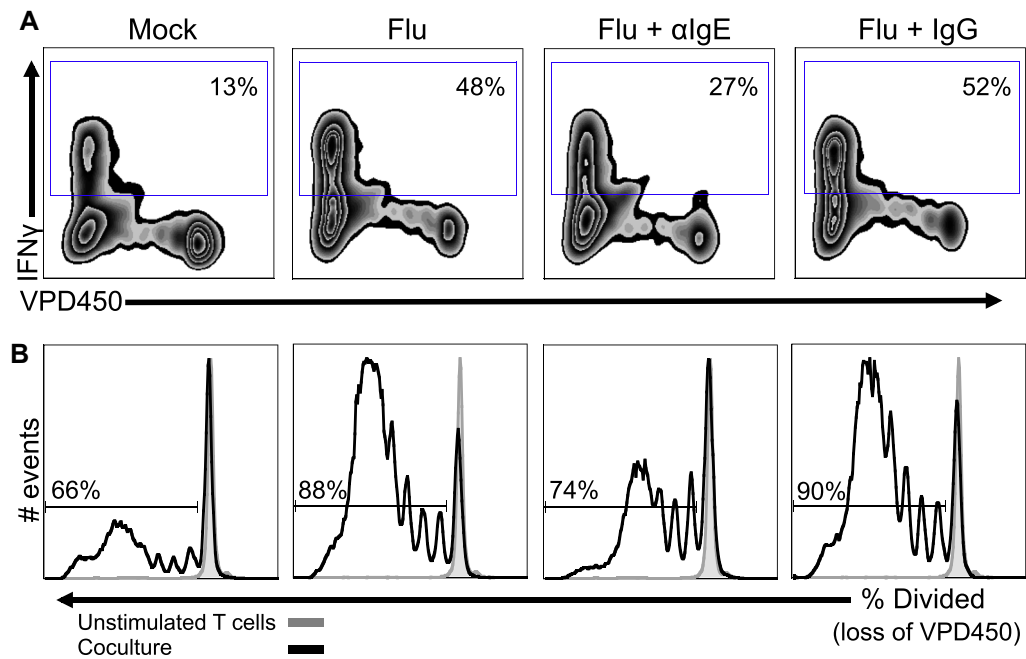 A
Mock
Flu
Flu + αIgE
Flu + IgG
13%
48%
27%
52%
IFNγ
VPD450
B
# events
66%
88%
74%
90%
% Divided
(loss of VPD450)
Unstimulated T cells
Coculture